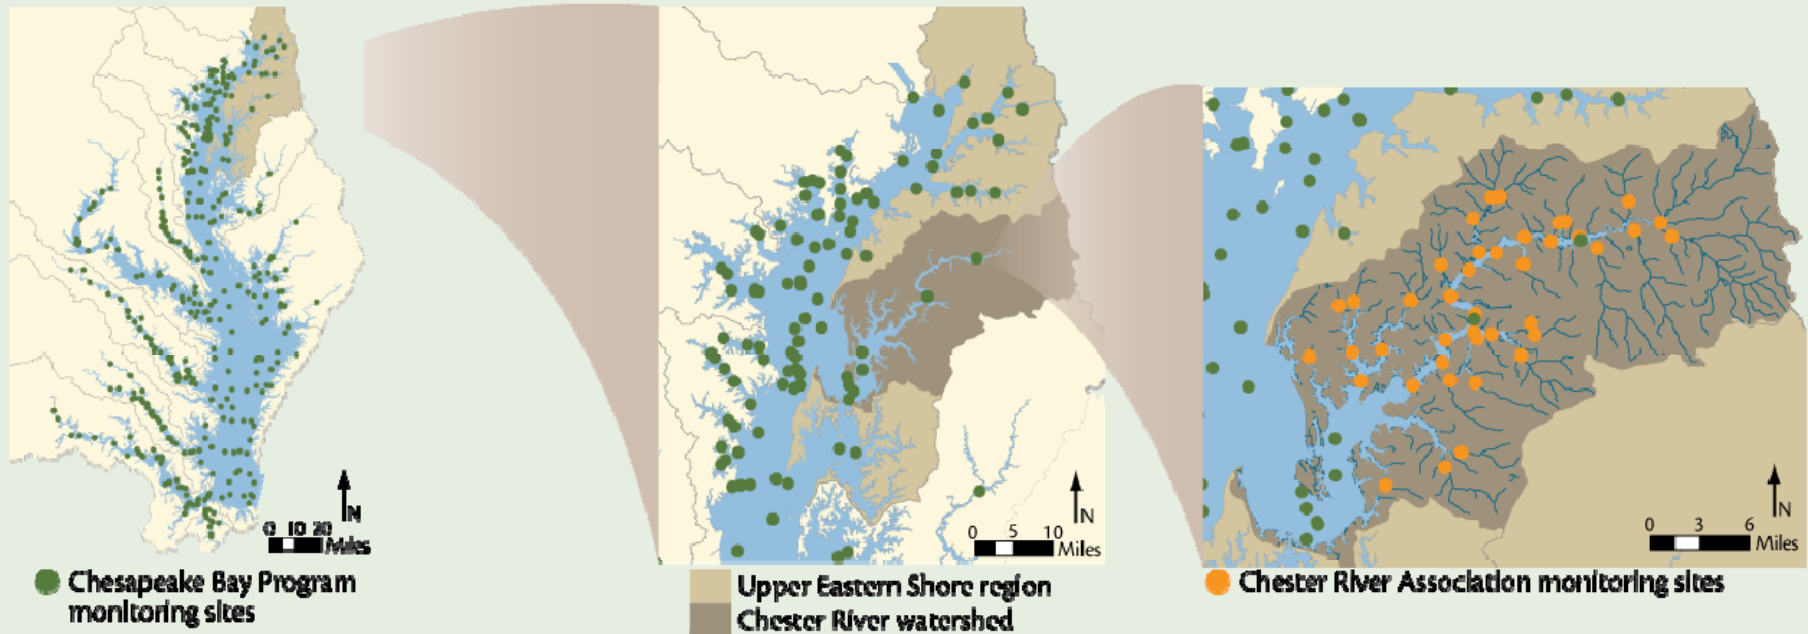 N
0 10 20
Miles
Chesapeake Bay Program
monitoring sites
N
0 5 10
Miles
Upper Eastern Shore region
Chester River watershed
N
0 3 6
Miles
Chester River Association monitoring sites